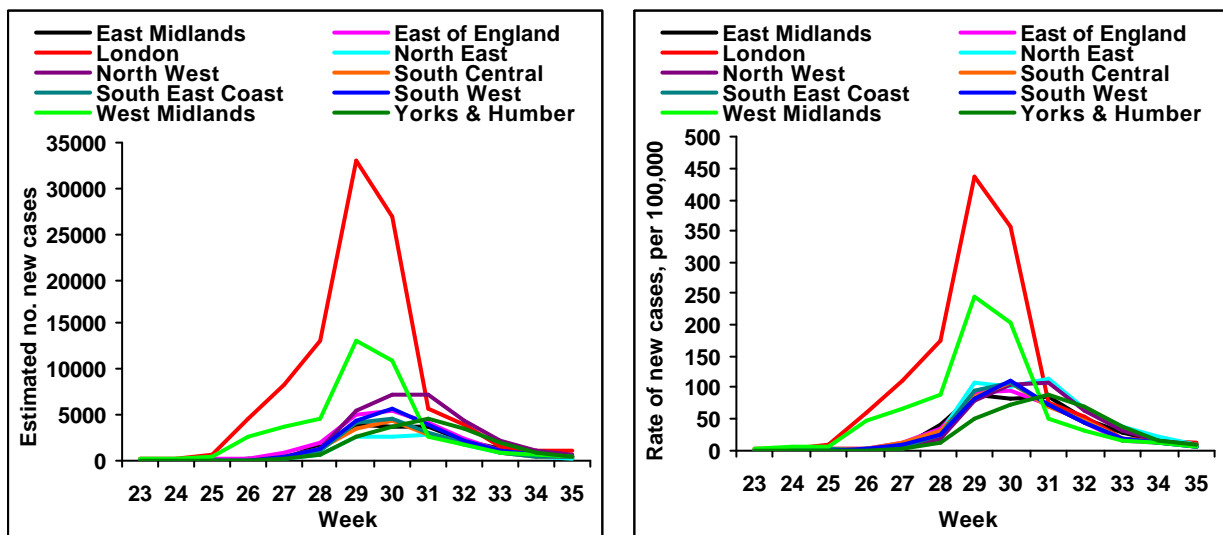 East Midlands East of England
London North East
North West South Central
South East Coast South West
West Midlands Yorks & Humber
35000
30000
25000
20000
15000
10000
5000
0
Estimated no. new cases
23 24 25 26 27 28 29 30 31 32 33 34 35
Week
East Midlands East of England
London North East
North West South Central
South East Coast South West
West Midlands Yorks & Humber
500
450
400
350
300
250
200
150
100
50
0
Rate of new cases, per 100,000
23 24 25 26 27 28 29 30 31 32 33 34 35
Week